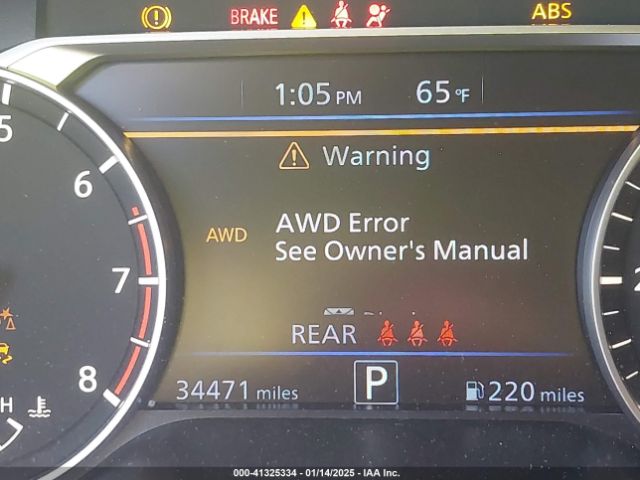 BRAKE ABS
1:05 PM 65°F
Warning
5
6
7
8
AWD
AWD Error
See Owner's Manual
REAR
34471 miles P 220 miles
H
2
000-41325334 - 01/14/2025 - IAA Inc.